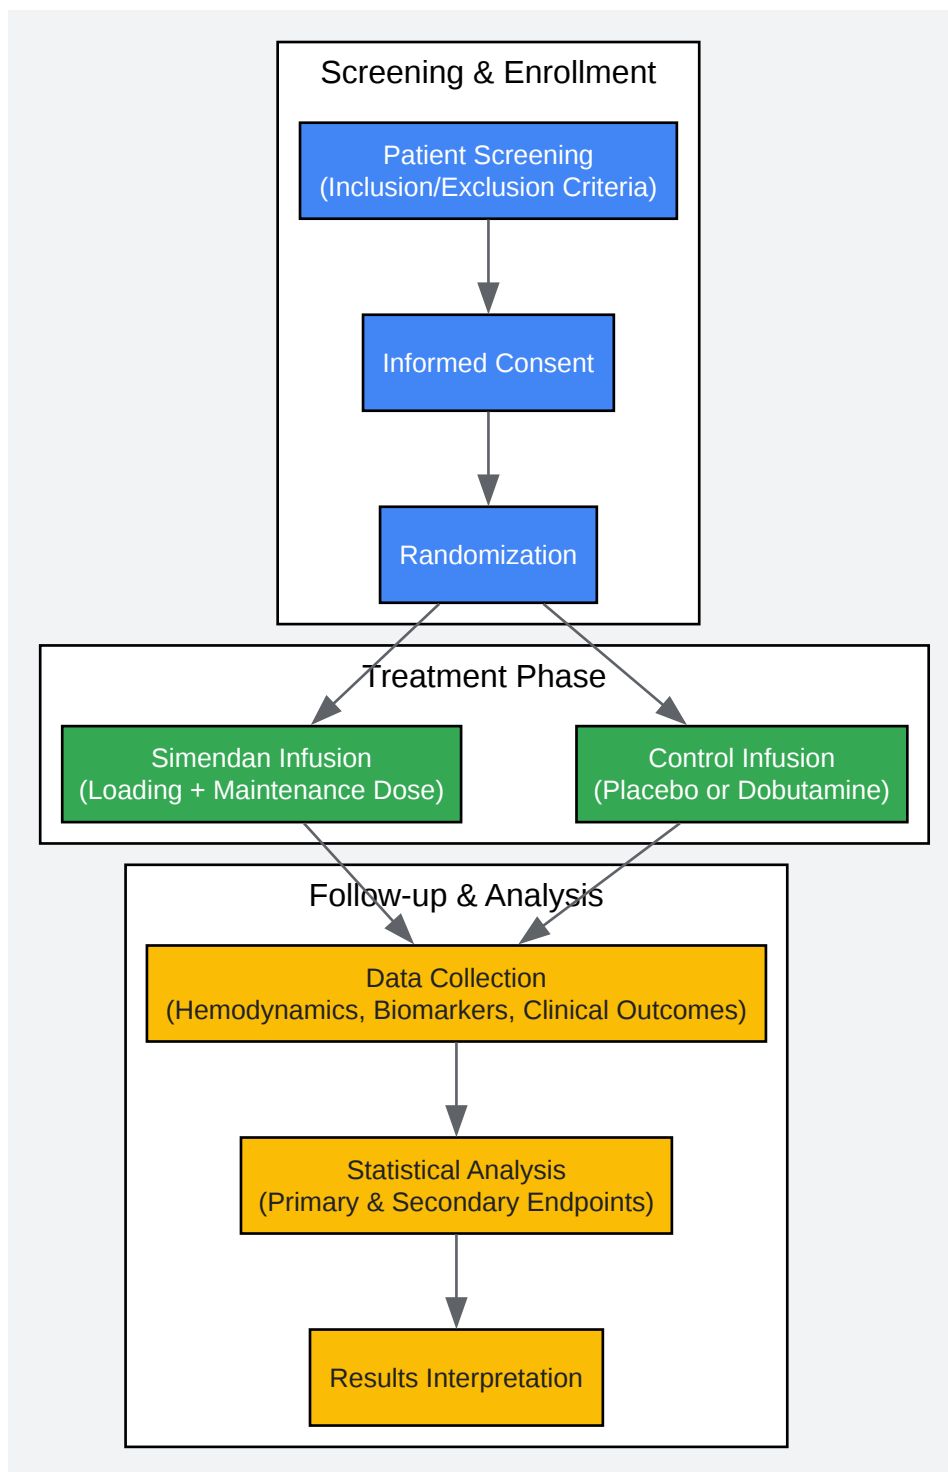 Screening & Enrollment
Patient Screening
(Inclusion/Exclusion Criteria)
Informed Consent
Randomization
Treatment Phase
Simendan Infusion
(Loading + Maintenance Dose)
Control Infusion
(Placebo or Dobutamine)
Follow-up & Analysis
Data Collection
(Hemodynamics, Biomarkers, Clinical Outcomes)
Statistical Analysis
(Primary & Secondary Endpoints)
Results Interpretation